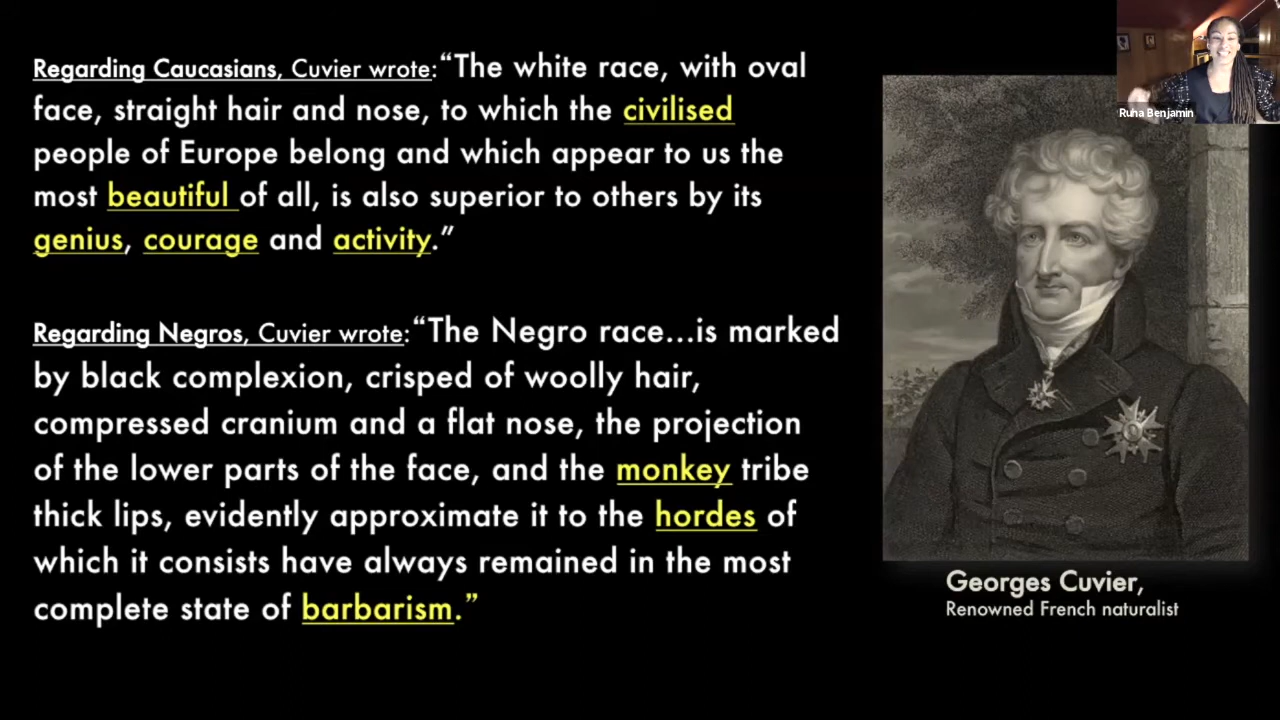 Regarding Caucasians, Cuvier wrote: “The white race, with oval
face, straight hair and nose, to which the civilised
people of Europe belong and which appear to us the
most beautiful of all, is also superior to others by its
genius, courage and activity.”
Regarding Negros, Cuvier wrote: “The Negro race...is marked
by black complexion, crisped of woolly hair,
compressed cranium and a flat nose, the projection
of the lower parts of the face, and the monkey tribe
thick lips, evidently approximate it to the hordes of
which it consists have always remained in the most
complete state of barbarism.”
Ruha Benjamin
Georges Cuvier,
Renowned French naturalist